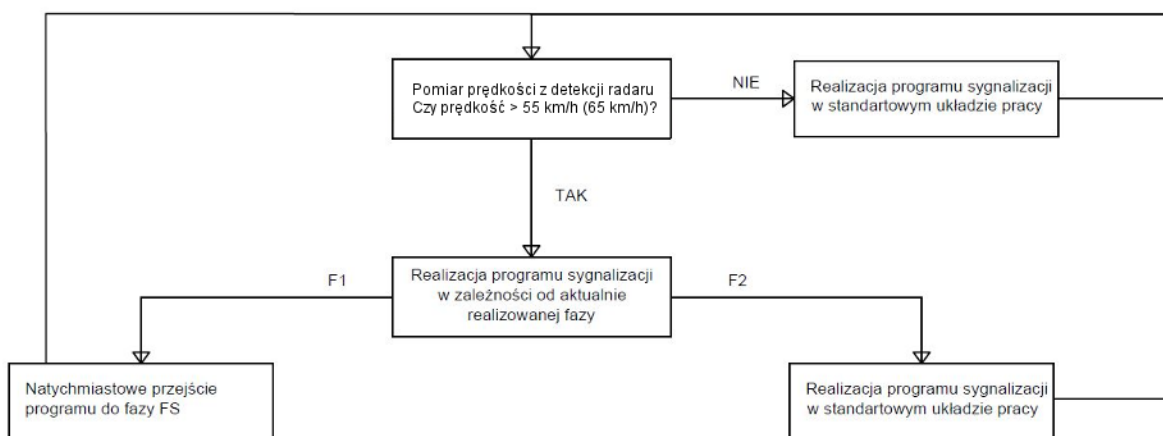 Pomiar prędkości z detekcji radaru
Czy prędkość > 55 km/h (65 km/h)?
NIE
Realizacja programu sygnalizacji
w standartowym układzie pracy
TAK
F1
Realizacja programu sygnalizacji
w zależności od aktualnie
realizowanej fazy
F2
Natychmiastowe przejście
programu do fazy FS
Realizacja programu sygnalizacji
w standartowym układzie pracy